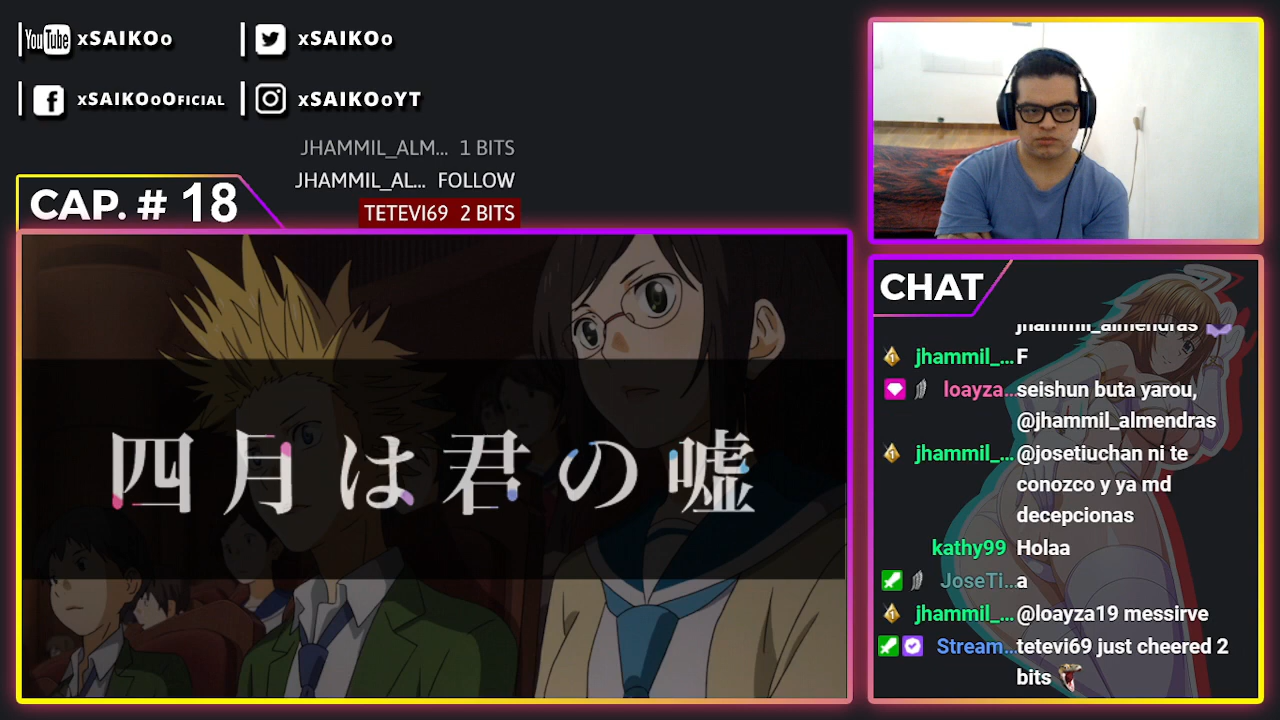 YouTube xSAIKOo
xSAIKOo
xSAIKOoOficial
xSAIKOoYT
JHAMMIL_ALM... 1 BITS
JHAMMIL_AL... FOLLOW
TETEVI69 2 BITS
CAP. # 18
四月は君の嘘
CHAT
jhammil_almendras
jhammil_... F
loayza... seishun buta yarou,
@jhammil_almendras
jhammil_... @josetiuchan ni te
conozco y ya md
decepcionas
kathy99 Holaa
JoseTi... a
jhammil_... @loayza19 messirve
Stream... tetevi69 just cheered 2
bits